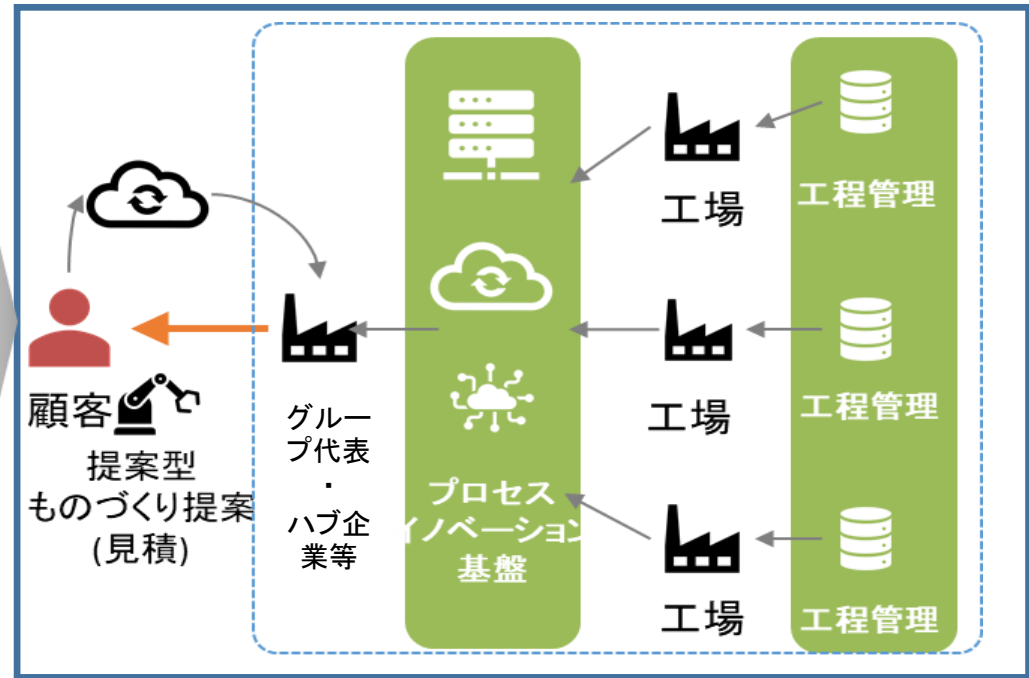 顧客
提案型
ものづくり提案
(見積)
グルー
プ代表
・
ハブ企
業等
プロセス
イノベーション
基盤
工場
工程管理
工場
工程管理
工場
工程管理